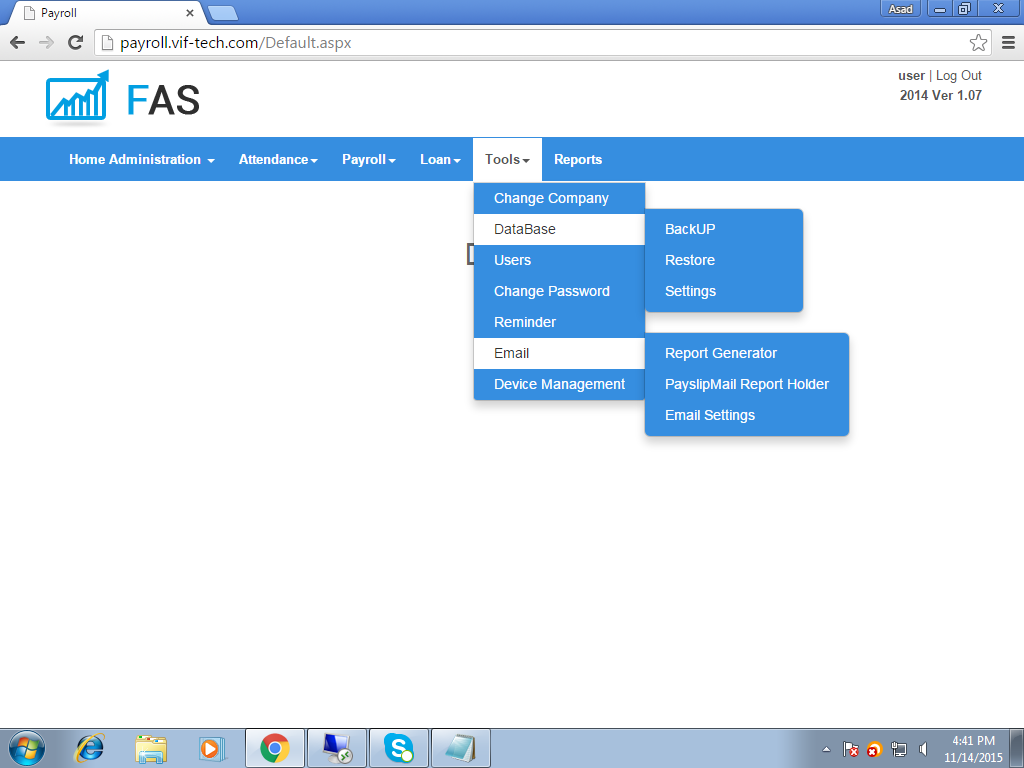 Payroll
Asad
payroll.vif-tech.com/Default.aspx
FAS
user | Log Out
2014 Ver 1.07
Home Administration Attendance Payroll Loan Tools Reports
Change Company
DataBase
BackUP
Users
Restore
Change Password
Settings
Reminder
Email
Report Generator
Device Management
PayslipMail Report Holder
Email Settings
4:41 PM
11/14/2015